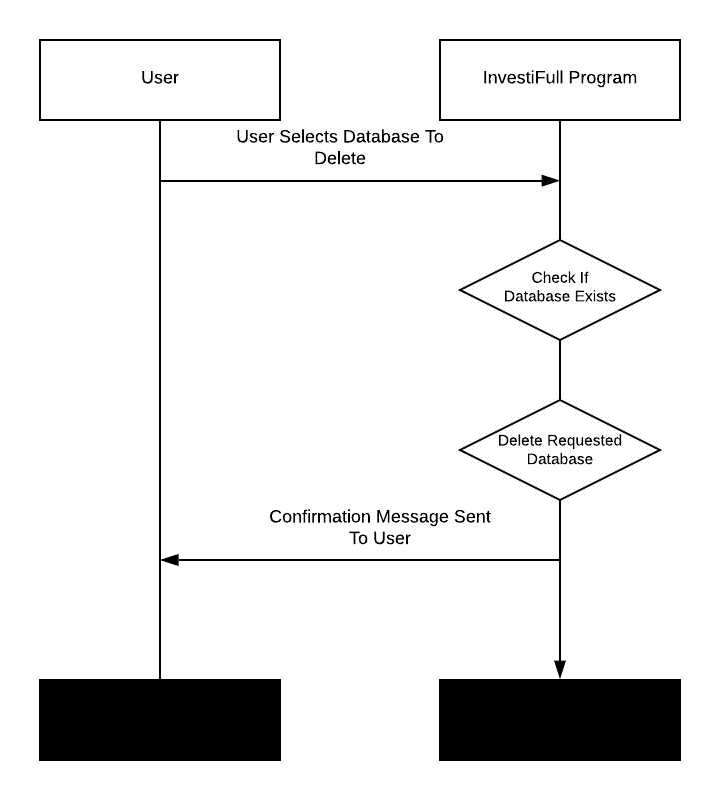 User
InvestiFull Program
User Selects Database To
Delete
Check If
Database Exists
Delete Requested
Database
Confirmation Message Sent
To User